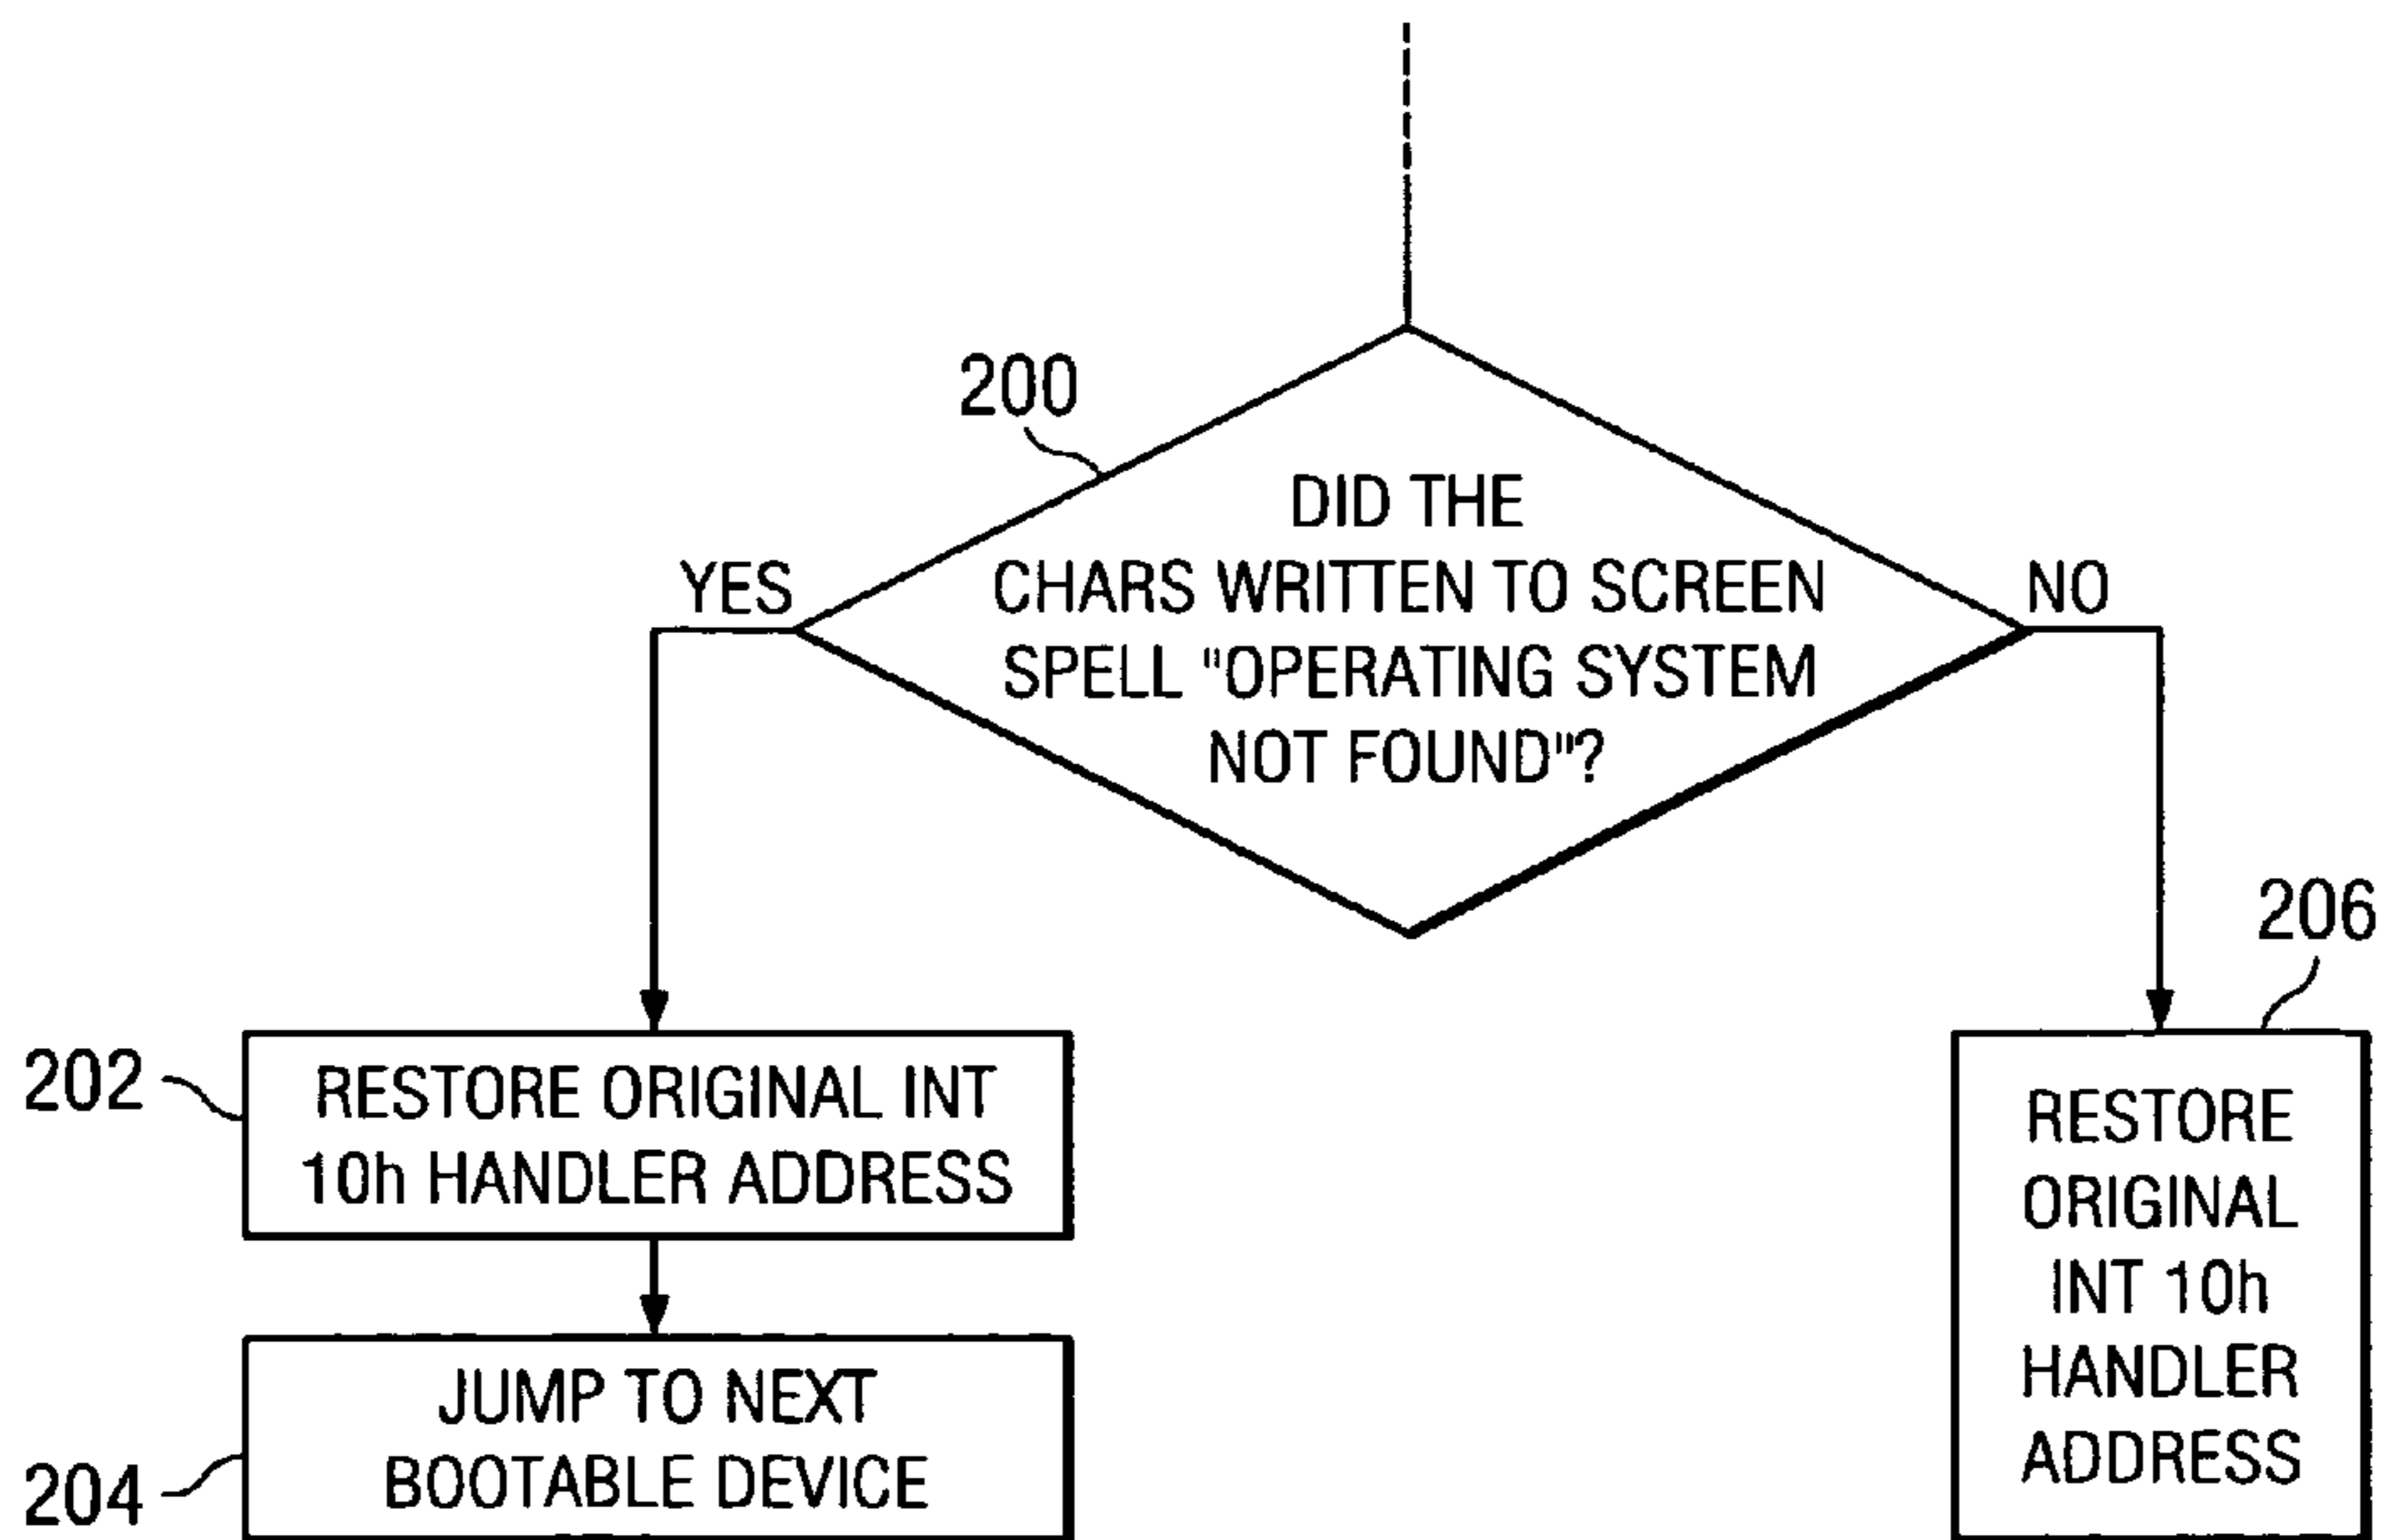 200
DID THE
CHARS WRITTEN TO SCREEN
SPELL "OPERATING SYSTEM
NOT FOUND"?
YES
NO
202
RESTORE ORIGINAL INT
10h HANDLER ADDRESS
204
JUMP TO NEXT
BOOTABLE DEVICE
206
RESTORE
ORIGINAL
INT 10h
HANDLER
ADDRESS